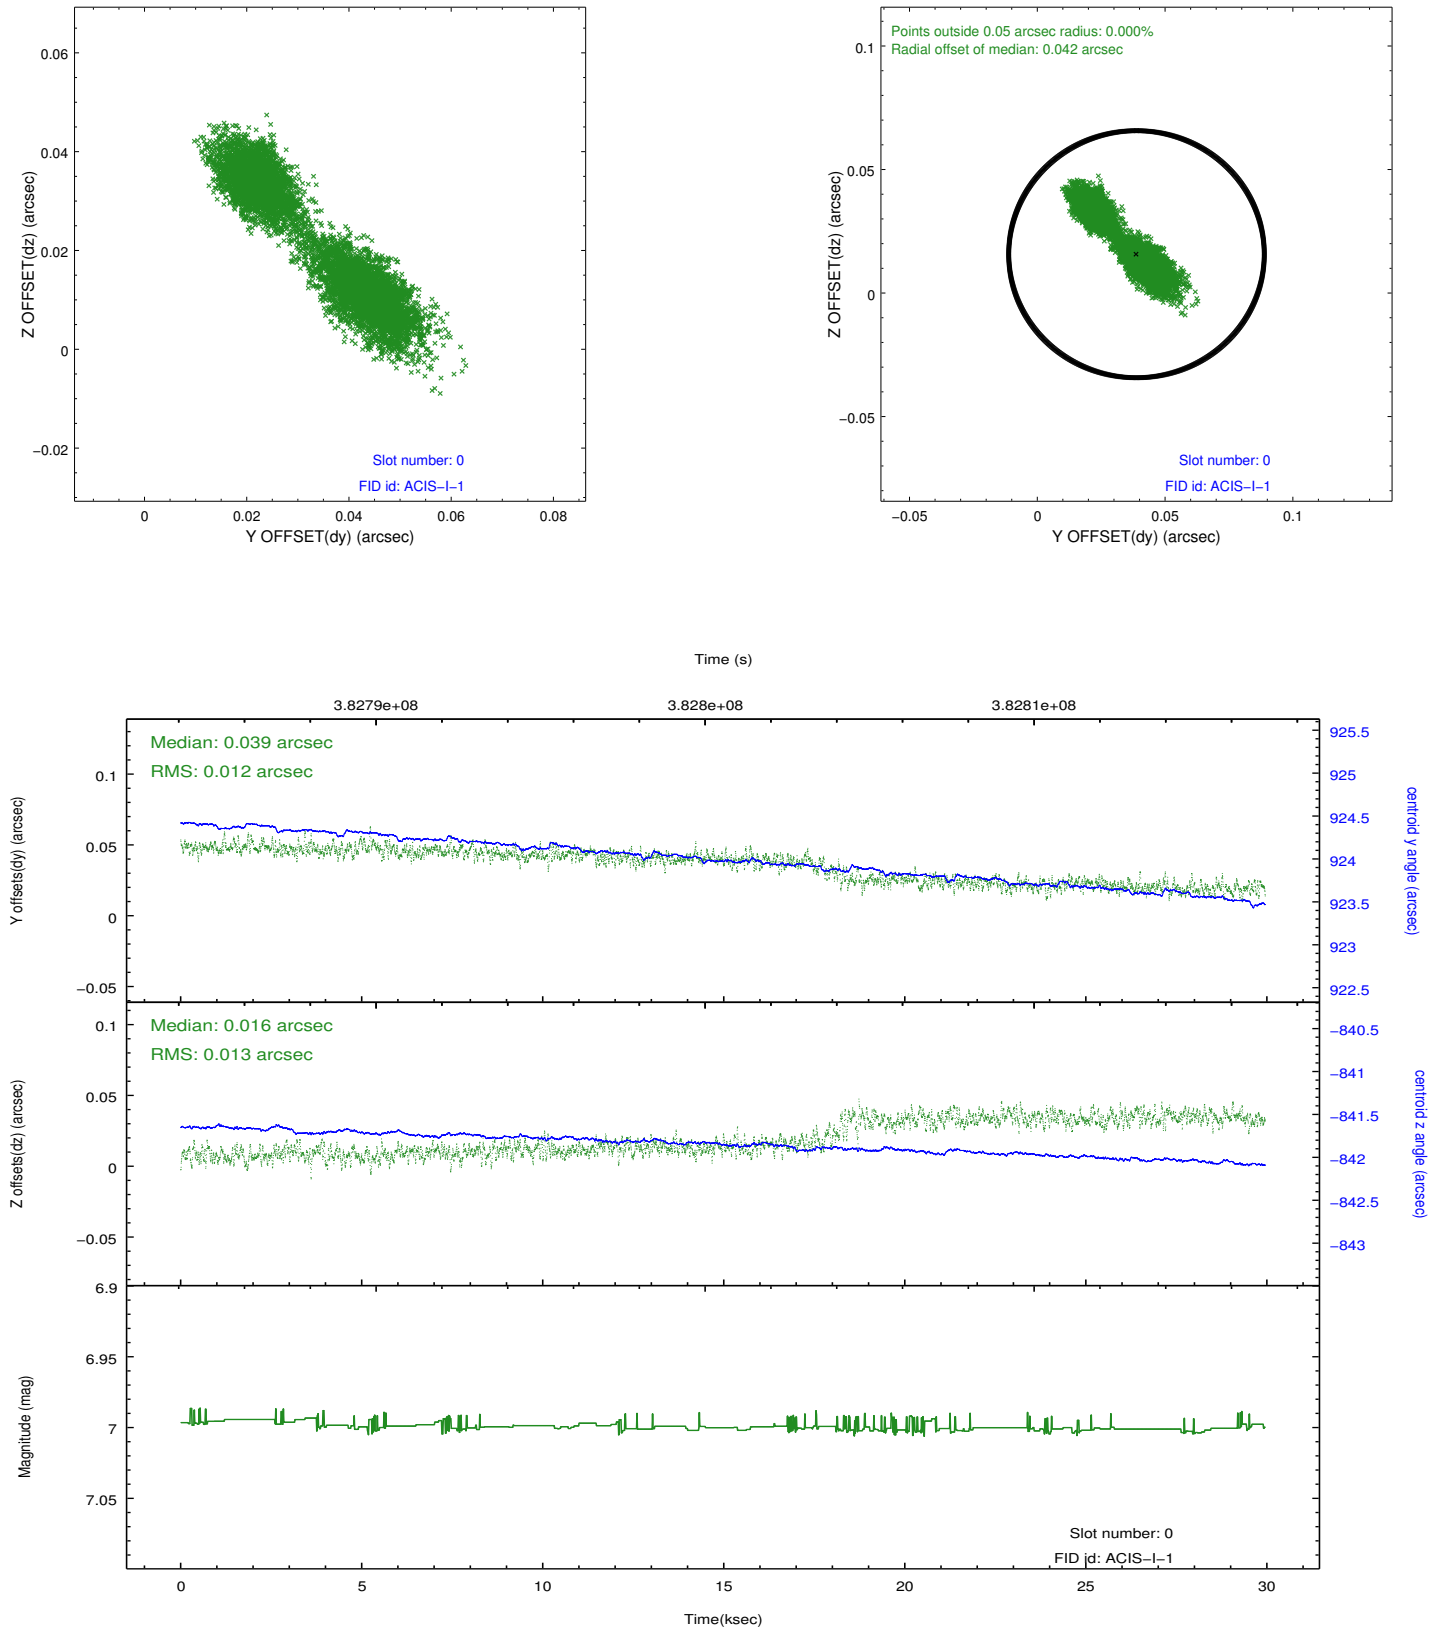 0.06
0.04
0.02
0
−0.02
Z OFFSET(dz) (arcsec)
Slot number: 0
FID id: ACIS−I−1
0 0.02 0.04 0.06 0.08
Y OFFSET(dy) (arcsec)
Points outside 0.05 arcsec radius: 0.000%
Radial offset of median: 0.042 arcsec
0.1
0.05
0
−0.05
Z OFFSET(dz) (arcsec)
Slot number: 0
FID id: ACIS−I−1
−0.05 0 0.05 0.1
Y OFFSET(dy) (arcsec)
Time (s)
3.8279e+08 3.828e+08 3.8281e+08
Median: 0.039 arcsec
RMS: 0.012 arcsec
0.1
0.05
0
−0.05
Y offsets(dy) (arcsec)
925.5
925
924.5
924
923.5
923
922.5
centroid y angle (arcsec)
Median: 0.016 arcsec
RMS: 0.013 arcsec
0.1
0.05
0
−0.05
Z offsets(dz) (arcsec)
−840.5
−841
−841.5
−842
−842.5
−843
centroid z angle (arcsec)
6.9
6.95
7
7.05
Magnitude (mag)
Slot number: 0
FID id: ACIS−I−1
0 5 10 15 20 25 30
Time(ksec)